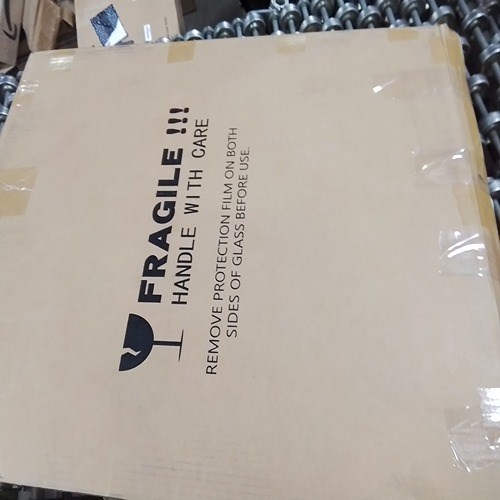 FRAGILE !!!
HANDLE WITH CARE
REMOVE PROTECTION FILM ON BOTH
SIDES OF GLASS BEFORE USE.